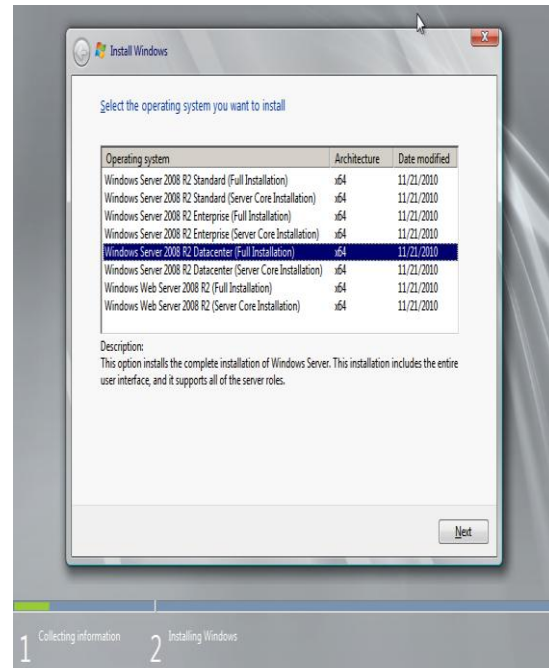 Install Windows
Select the operating system you want to install
Operating system Architecture Date modified
Windows Server 2008 R2 Standard (Full Installation) x64 11/21/2010
Windows Server 2008 R2 Standard (Server Core Installation) x64 11/21/2010
Windows Server 2008 R2 Enterprise (Full Installation) x64 11/21/2010
Windows Server 2008 R2 Enterprise (Server Core Installation) x64 11/21/2010
Windows Server 2008 R2 Datacenter (Full Installation) x64 11/21/2010
Windows Server 2008 R2 Datacenter (Server Core Installation) x64 11/21/2010
Windows Web Server 2008 R2 (Full Installation) x64 11/21/2010
Windows Web Server 2008 R2 (Server Core Installation) x64 11/21/2010
Description:
This option installs the complete installation of Windows Server. This installation includes the entire
user interface, and it supports all of the server roles.
Next
1 Collecting information 2 Installing Windows